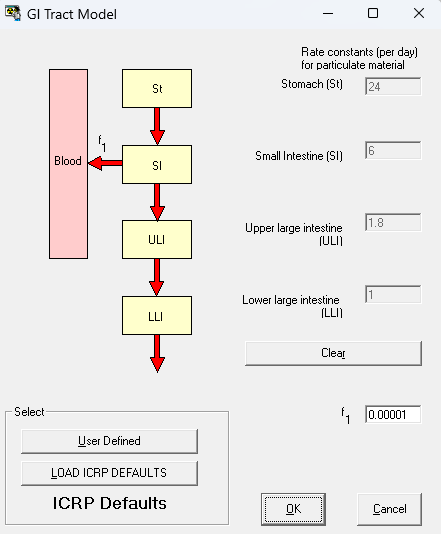 GI Tract Model
Rate constants (per day)
for particulate material
Stomach (St)
24
St
f1
Blood
SI
Small Intestine (SI)
6
ULI
Upper large intestine
(ULI)
1.8
LLI
Lower large intestine
(LLI)
1
Clear
Select
f1
0.00001
User Defined
LOAD ICRP DEFAULTS
ICRP Defaults
OK
Cancel